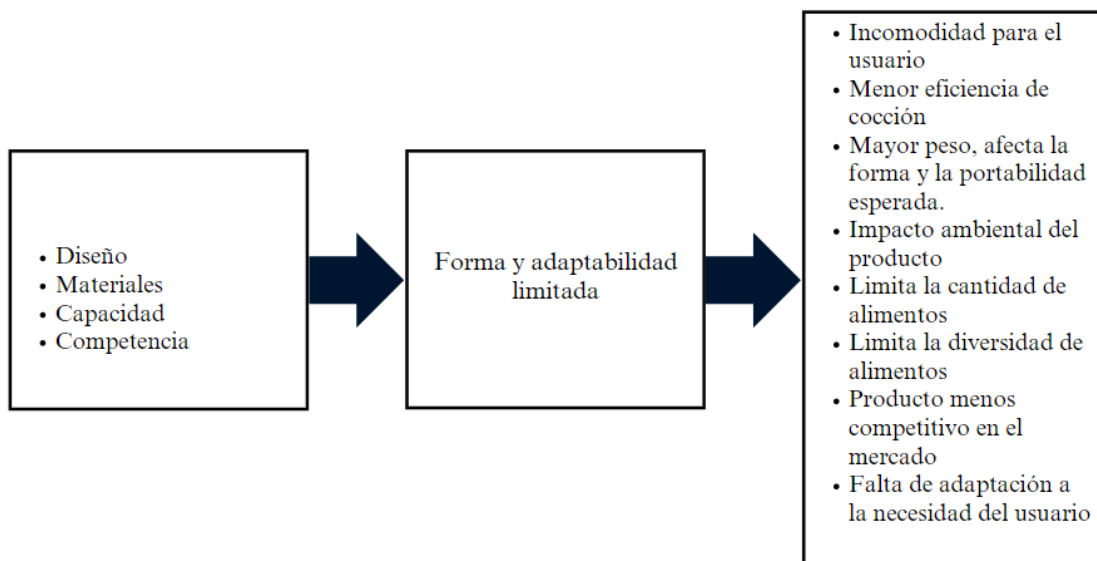 • Diseño
• Materiales
• Capacidad
• Competencia
Forma y adaptabilidad
limitada
• Incomodidad para el
usuario
• Menor eficiencia de
cocción
• Mayor peso, afecta la
forma y la portabilidad
esperada.
• Impacto ambiental del
producto
• Limita la cantidad de
alimentos
• Limita la diversidad de
alimentos
• Producto menos
competitivo en el
mercado
• Falta de adaptación a
la necesidad del usuario